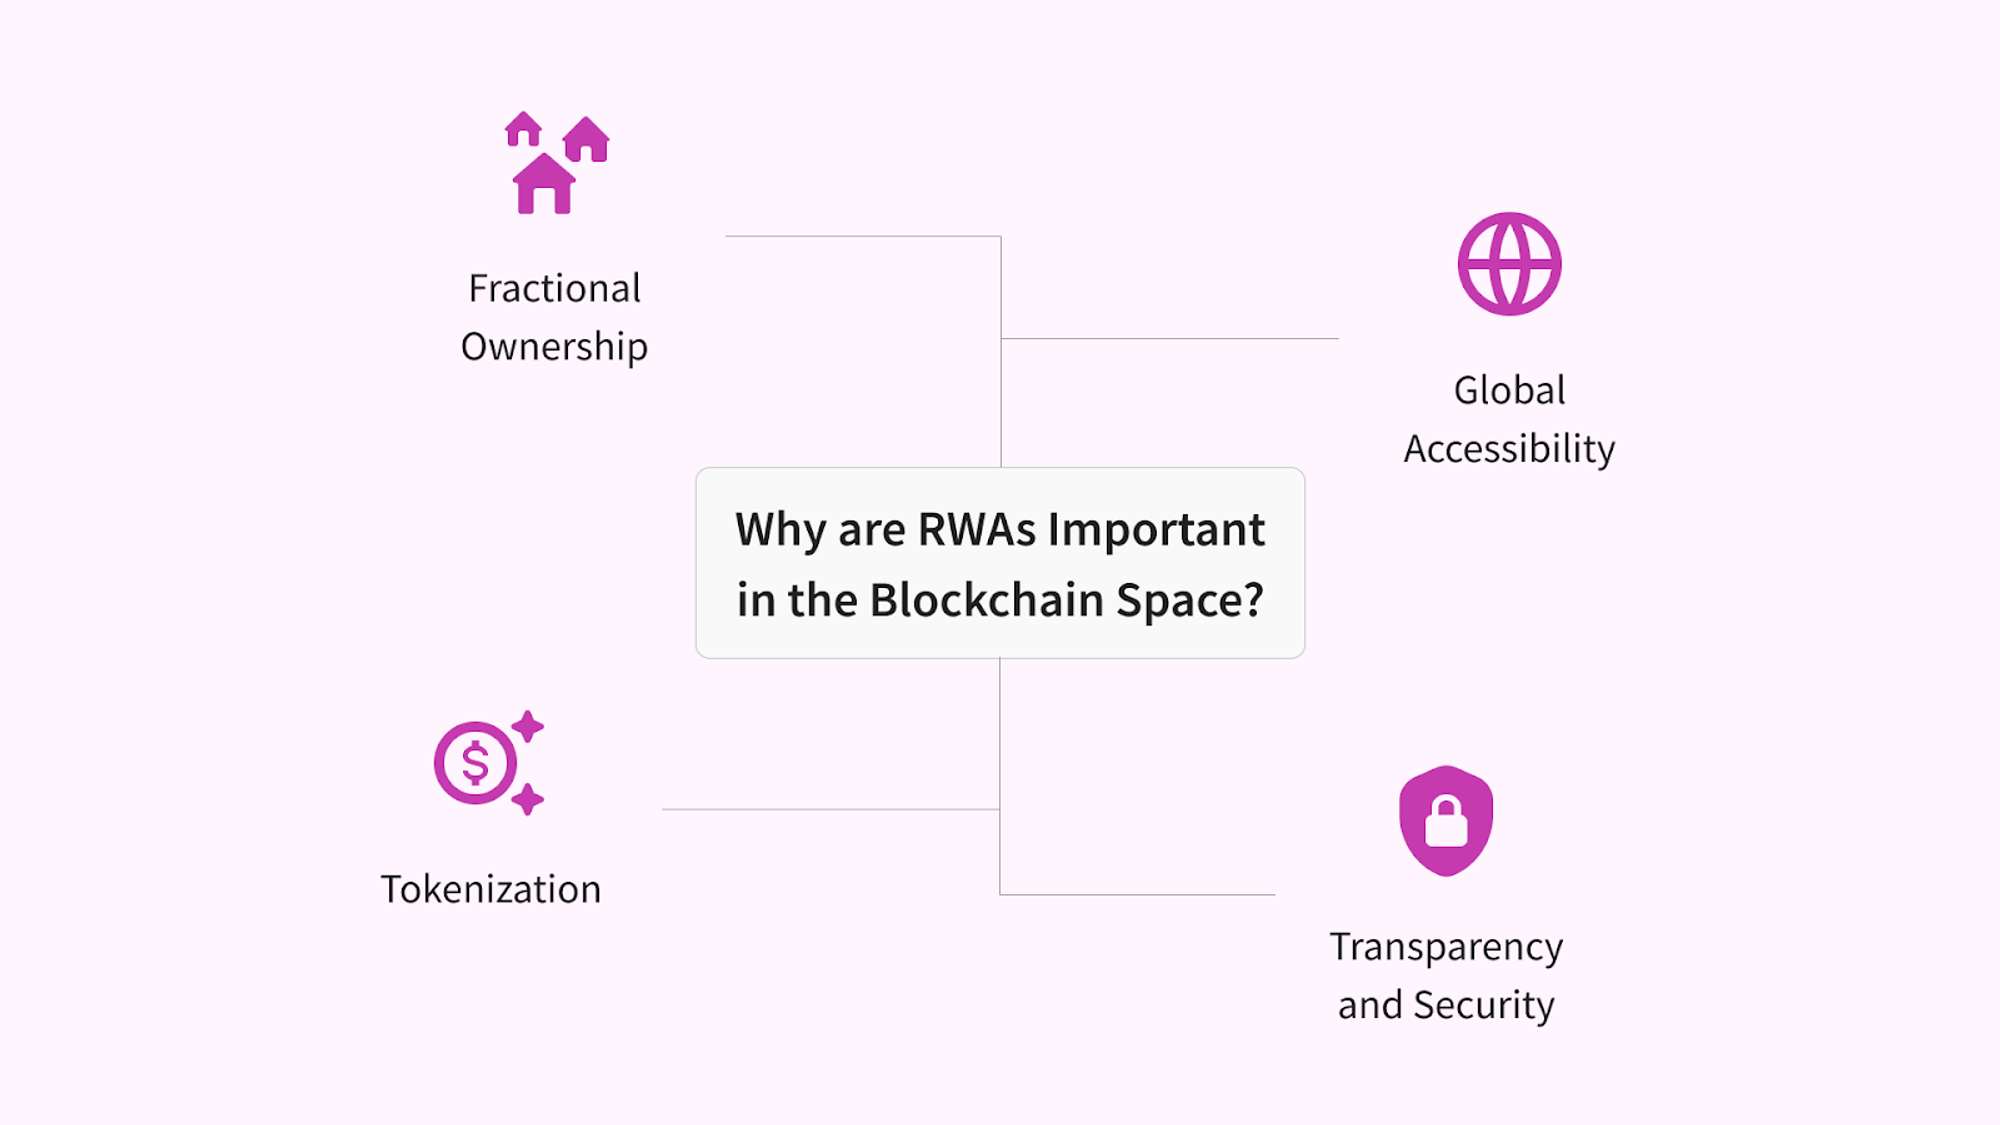 Fractional
Ownership
Global
Accessibility
Why are RWAs Important
in the Blockchain Space?
$
Tokenization
Transparency
and Security